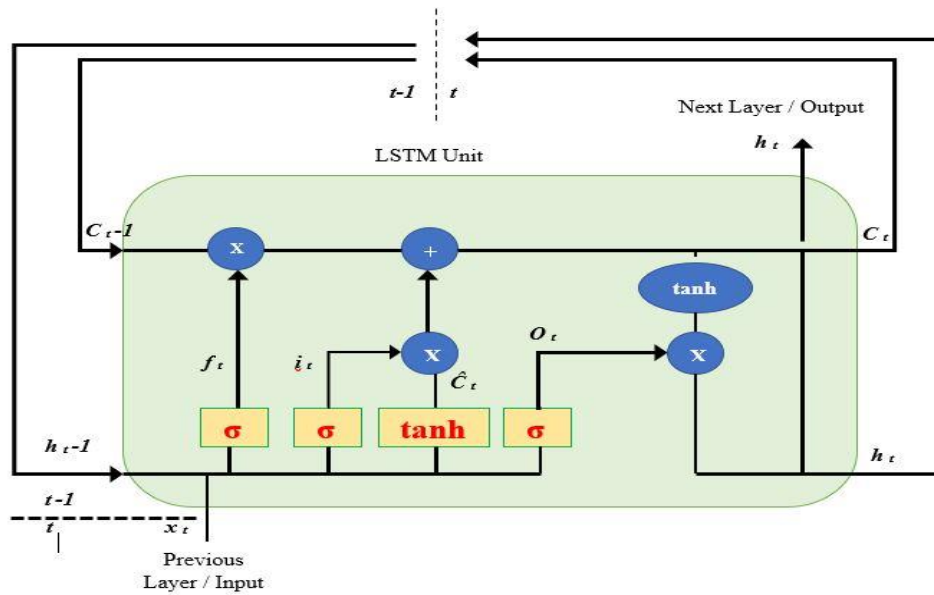 t-1 t
Next Layer / Output
h t
LSTM Unit
C t-1
x
+
C t
tanh
f t
i t
x
Ĉ t
O t
x
σ
σ
tanh
σ
h t-1
h t
t-1
t
x t
Previous
Layer / Input